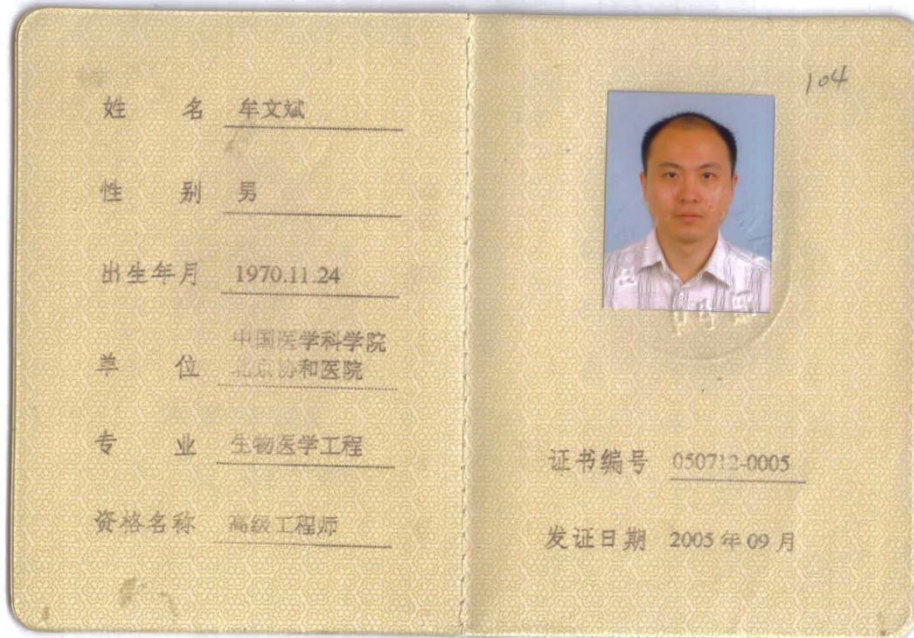 姓 名 牟文斌
性 别 男
出生年月 1970.11.24
单 位 中国医学科学院
北京协和医院
专 业 生物医学工程
资格名称 高级工程师
104
证书编号 050712-0005
发证日期 2005 年 09 月